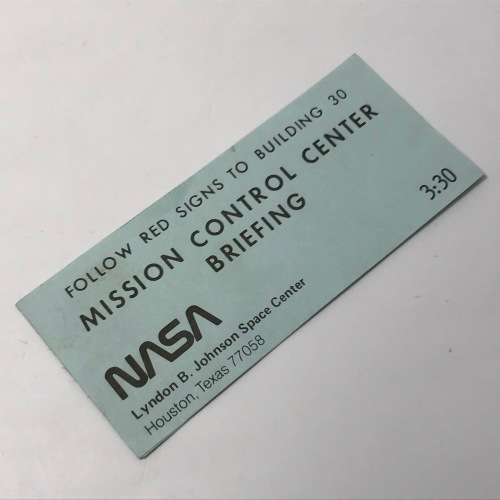 FOLLOW RED SIGNS TO BUILDING 30
MISSION CONTROL CENTER
BRIEFING
3:30
NASA
Lyndon B. Johnson Space Center
Houston, Texas 77058